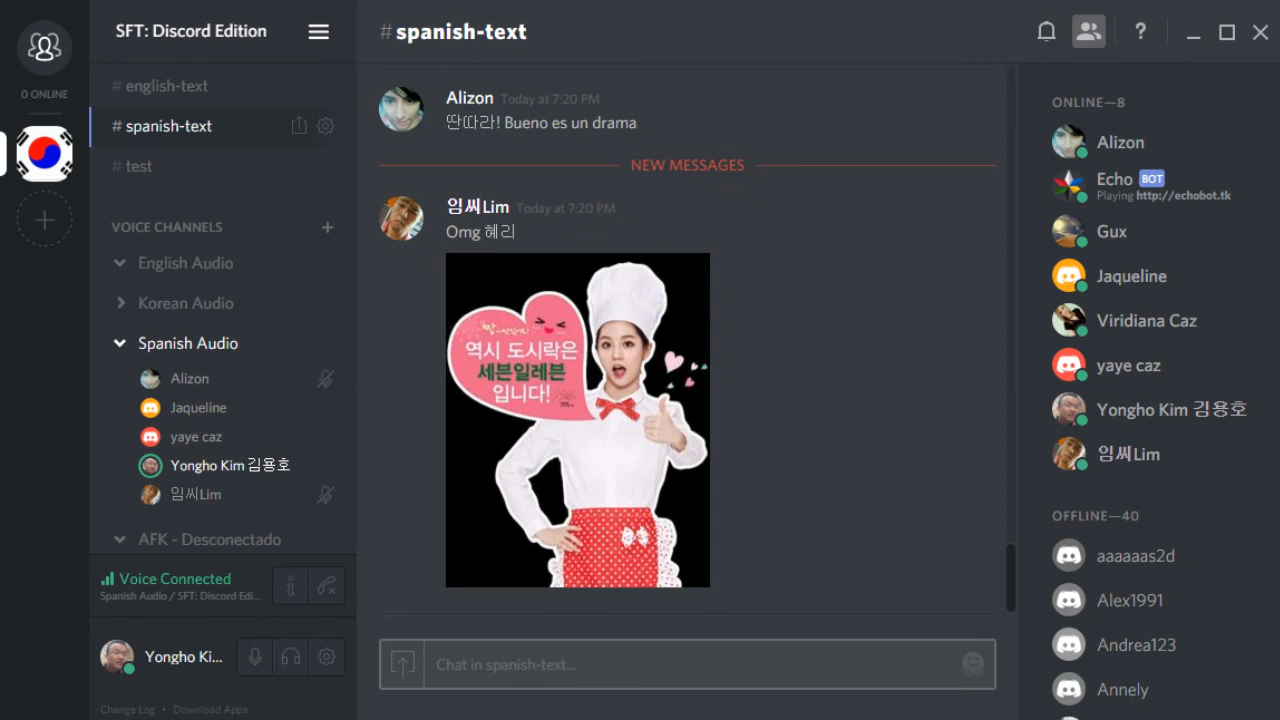 0 ONLINE
SFT: Discord Edition
# english-text
# spanish-text
# test
VOICE CHANNELS
English Audio
Korean Audio
Spanish Audio
Alizon
Jaqueline
yaye caz
Yongho Kim 김용호
임씨Lim
AFK - Desconectado
Voice Connected
Spanish Audio / SFT: Discord Edi...
Yongho Ki...
Change Log • Download Apps
# spanish-text
Alizon Today at 7:20 PM
딴따라! Bueno es un drama
NEW MESSAGES
임씨Lim Today at 7:20 PM
Omg 혜리
역시 도시락은
세븐일레븐
입니다!
Chat in spanish-text...
ONLINE—8
Alizon
Echo BOT
Playing http://echobot.tk
Gux
Jaqueline
Viridiana Caz
yaye caz
Yongho Kim 김용호
임씨Lim
OFFLINE—40
aaaaaas2d
Alex1991
Andrea123
Annely